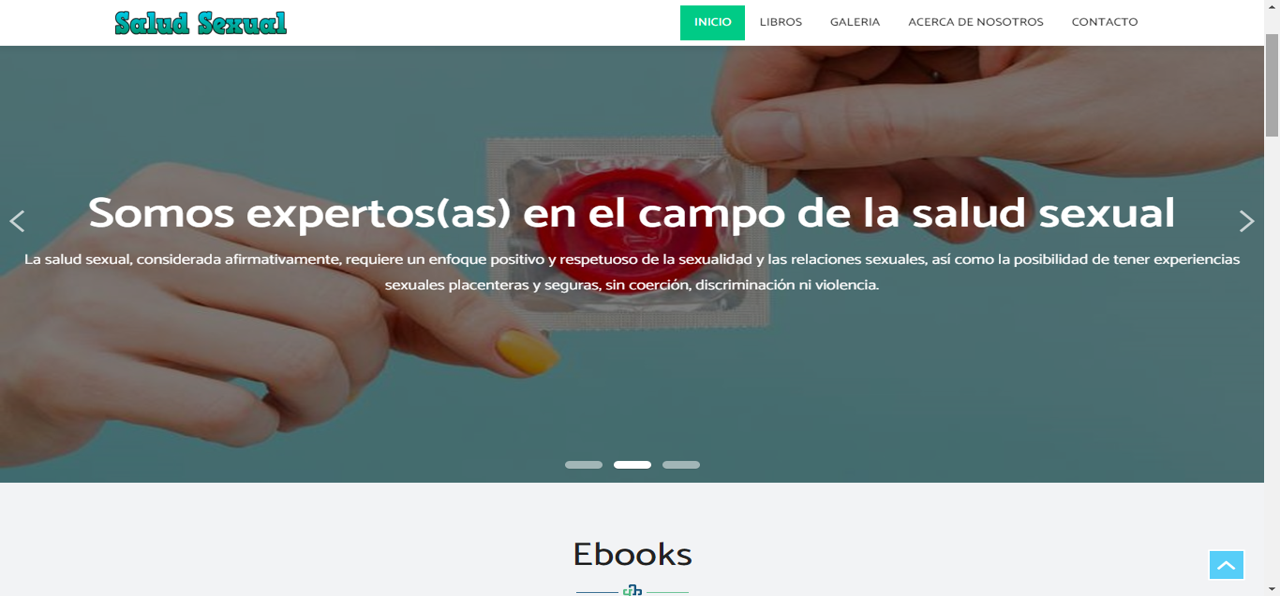 Salud Sexual
INICIO
LIBROS
GALERIA
ACERCA DE NOSOTROS
CONTACTO
Somos expertos(as) en el campo de la salud sexual
La salud sexual, considerada afirmativamente, requiere un enfoque positivo y respetuoso de la sexualidad y las relaciones sexuales, así como la posibilidad de tener experiencias
sexuales placenteras y seguras, sin coerción, discriminación ni violencia.
Ebooks